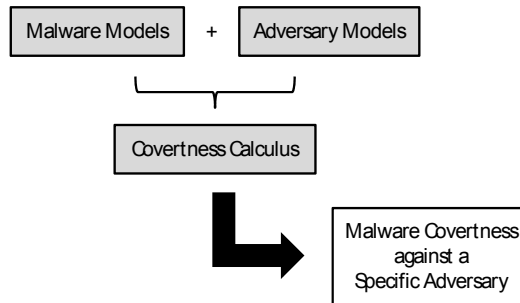 Malware Models + Adversary Models
Covertness Calculus
Malware Covertness
against a
Specific Adversary